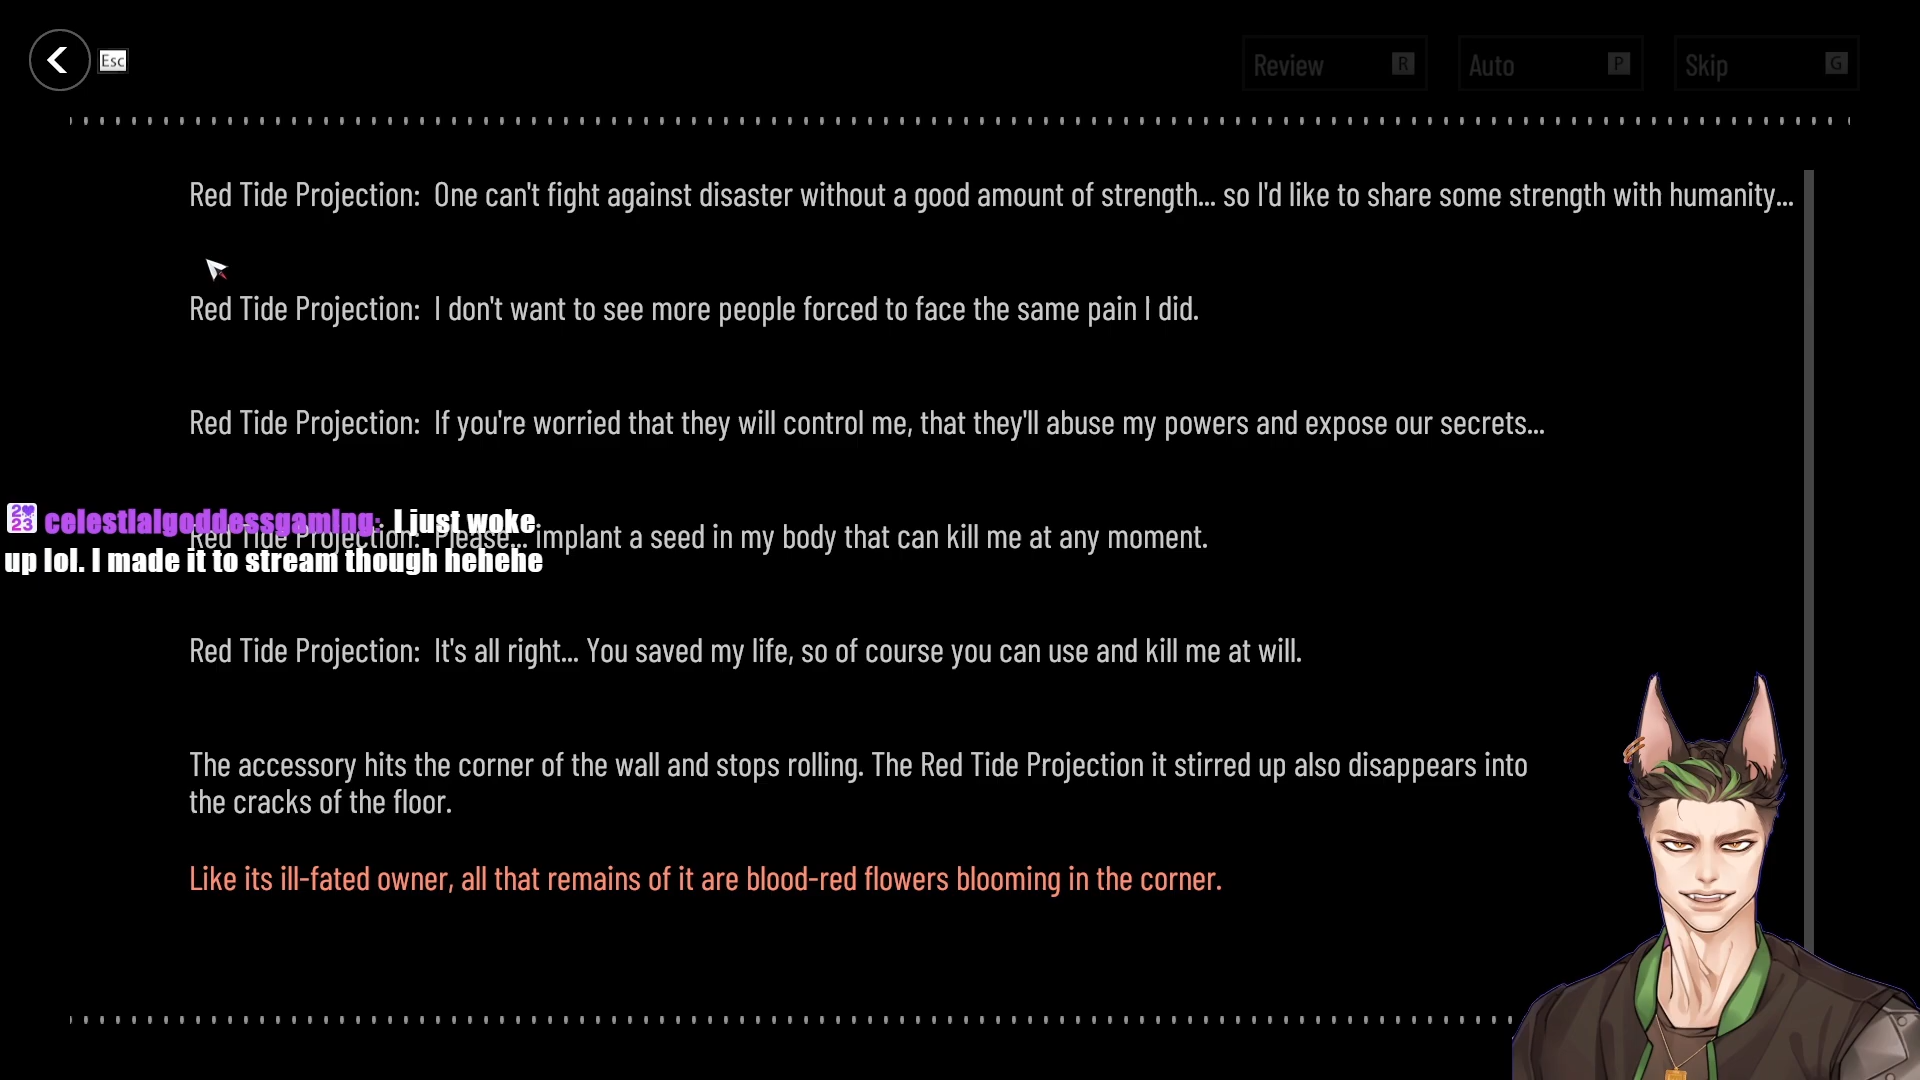 Esc
Review R
Auto P
Skip G
Red Tide Projection: One can't fight against disaster without a good amount of strength... so I'd like to share some strength with humanity...
Red Tide Projection: I don't want to see more people forced to face the same pain I did.
Red Tide Projection: If you're worried that they will control me, that they'll abuse my powers and expose our secrets...
2023 celestialgoddessgaming: I just woke
Red Tide Projection: Please... implant a seed in my body that can kill me at any moment.
up lol. I made it to stream though hehehe
Red Tide Projection: It's all right... You saved my life, so of course you can use and kill me at will.
The accessory hits the corner of the wall and stops rolling. The Red Tide Projection it stirred up also disappears into
the cracks of the floor.
Like its ill-fated owner, all that remains of it are blood-red flowers blooming in the corner.